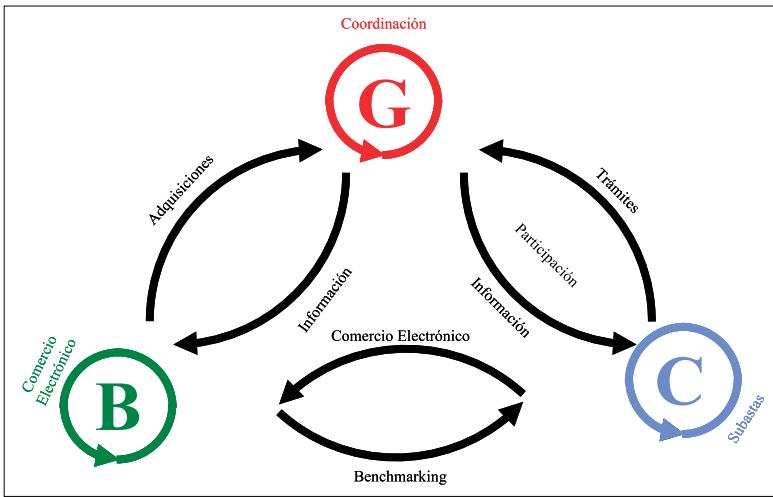 Coordinación
G
Adquisiciones
Información
Trámites
Participación
Información
Comercio
Electrónico
B
Comercio Electrónico
Benchmarking
C
Subastas